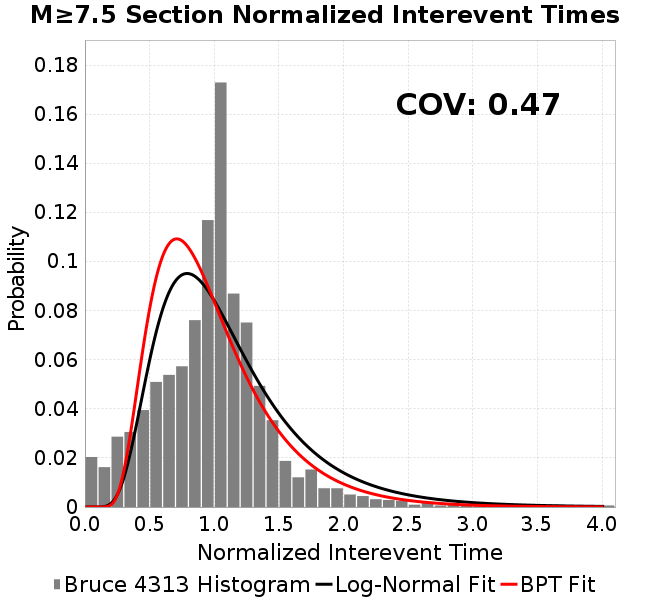 M≥7.5 Section Normalized Interevent Times
COV: 0.47
Probability
0.18
0.16
0.14
0.12
0.1
0.08
0.06
0.04
0.02
0
0.0 0.5 1.0 1.5 2.0 2.5 3.0 3.5 4.0
Normalized Interevent Time
Bruce 4313 Histogram Log-Normal Fit BPT Fit